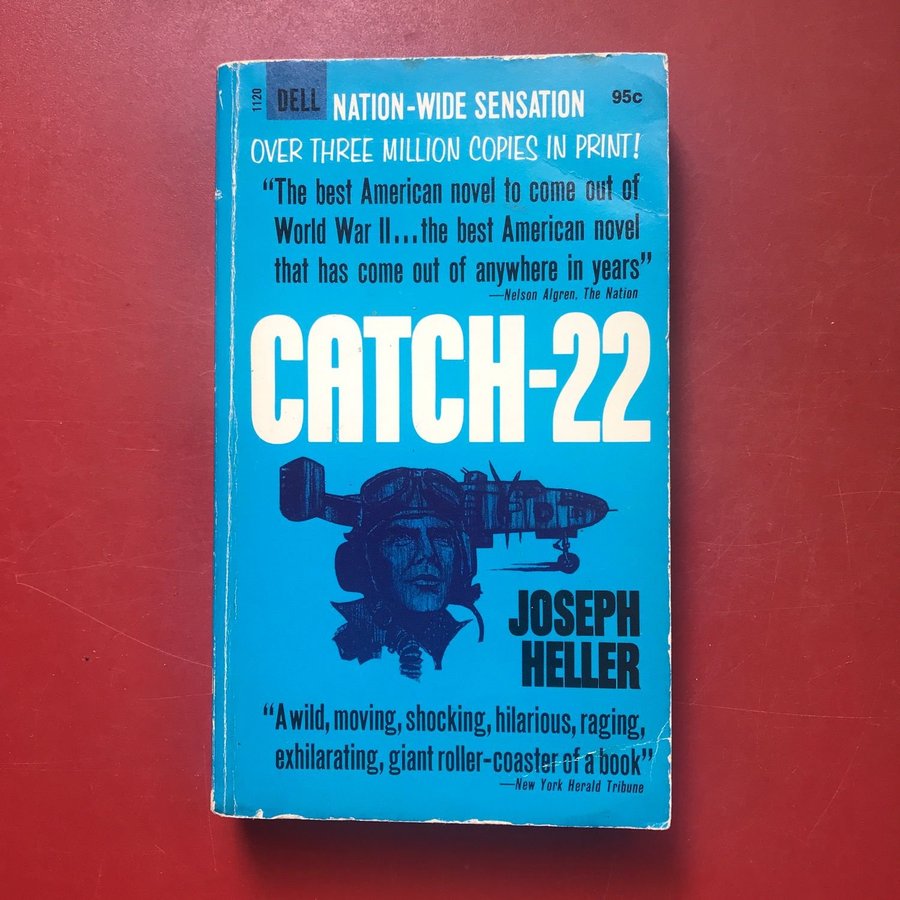 1120
DELL
NATION-WIDE SENSATION
95c
OVER THREE MILLION COPIES IN PRINT!
"The best American novel to come out of
World War II...the best American novel
that has come out of anywhere in years"
—Nelson Algren, The Nation
CATCH-22
JOSEPH
HELLER
"A wild, moving, shocking, hilarious, raging,
exhilarating, giant roller-coaster of a book"
—New York Herald Tribune